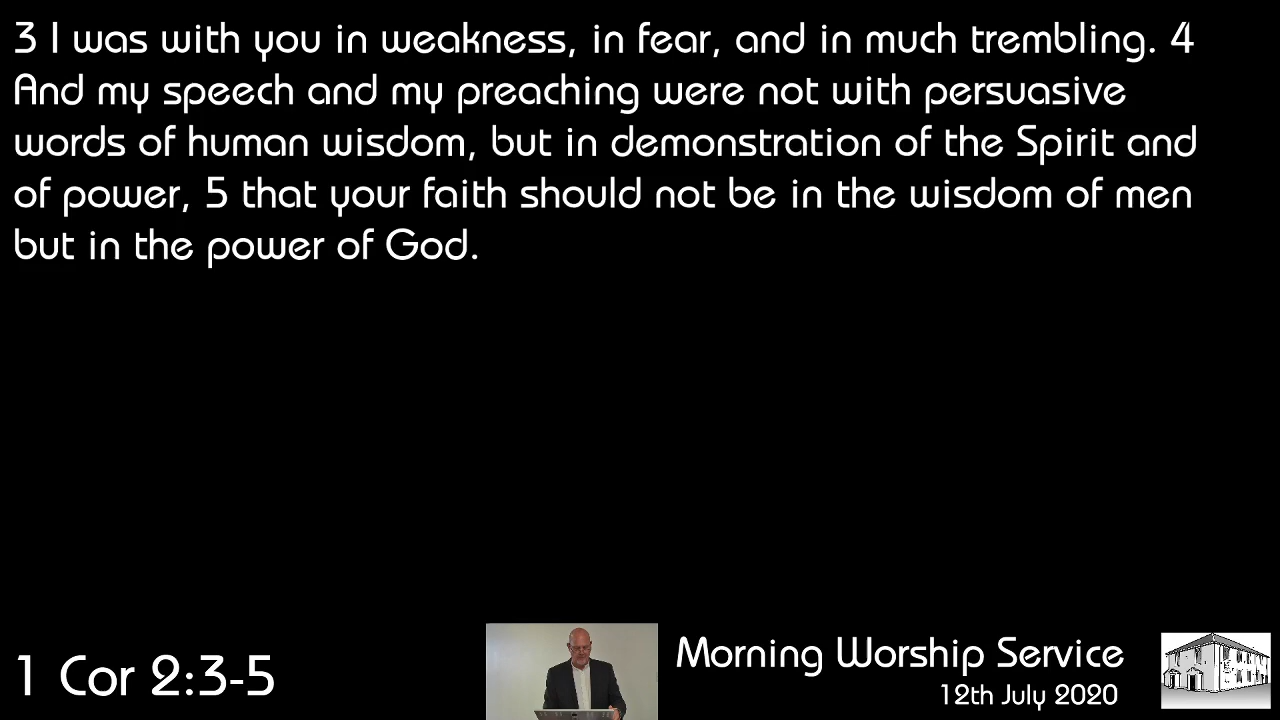 3 I was with you in weakness, in fear, and in much trembling. 4
And my speech and my preaching were not with persuasive
words of human wisdom, but in demonstration of the Spirit and
of power, 5 that your faith should not be in the wisdom of men
but in the power of God.
1 Cor 2:3-5
Morning Worship Service
12th July 2020